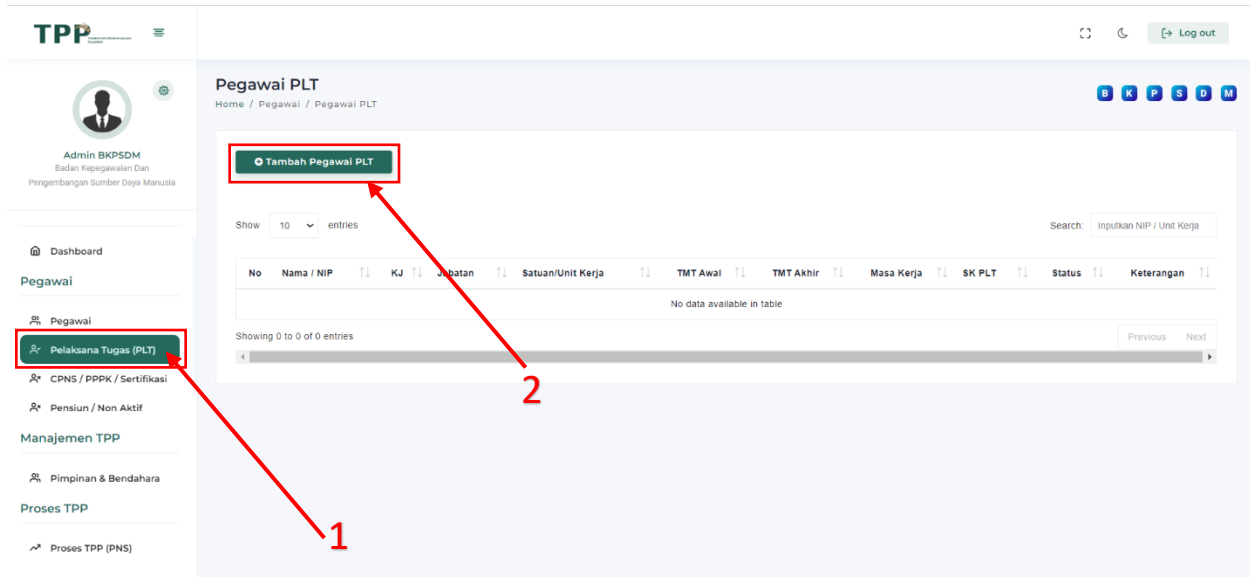 TPP
Log out
Admin BKPSDM
Badan Kepegawaian Dan
Pengembangan Sumber Daya Manusia
Dashboard
Pegawai
Pegawai
Pelaksana Tugas (PLT)
CPNS / PPPK / Sertifikasi
Pensiun / Non Aktif
Manajemen TPP
Pimpinan & Bendahara
Proses TPP
Proses TPP (PNS)
Pegawai PLT
Home / Pegawai / Pegawai PLT
B K P S D M
Tambah Pegawai PLT
Show 10 entries
Search: Inputkan NIP / Unit Kerja
No Nama / NIP KJ Jabatan Satuan/Unit Kerja TMT Awal TMT Akhir Masa Kerja SK PLT Status Keterangan
No data available in table
Showing 0 to 0 of 0 entries
Previous Next
2
1